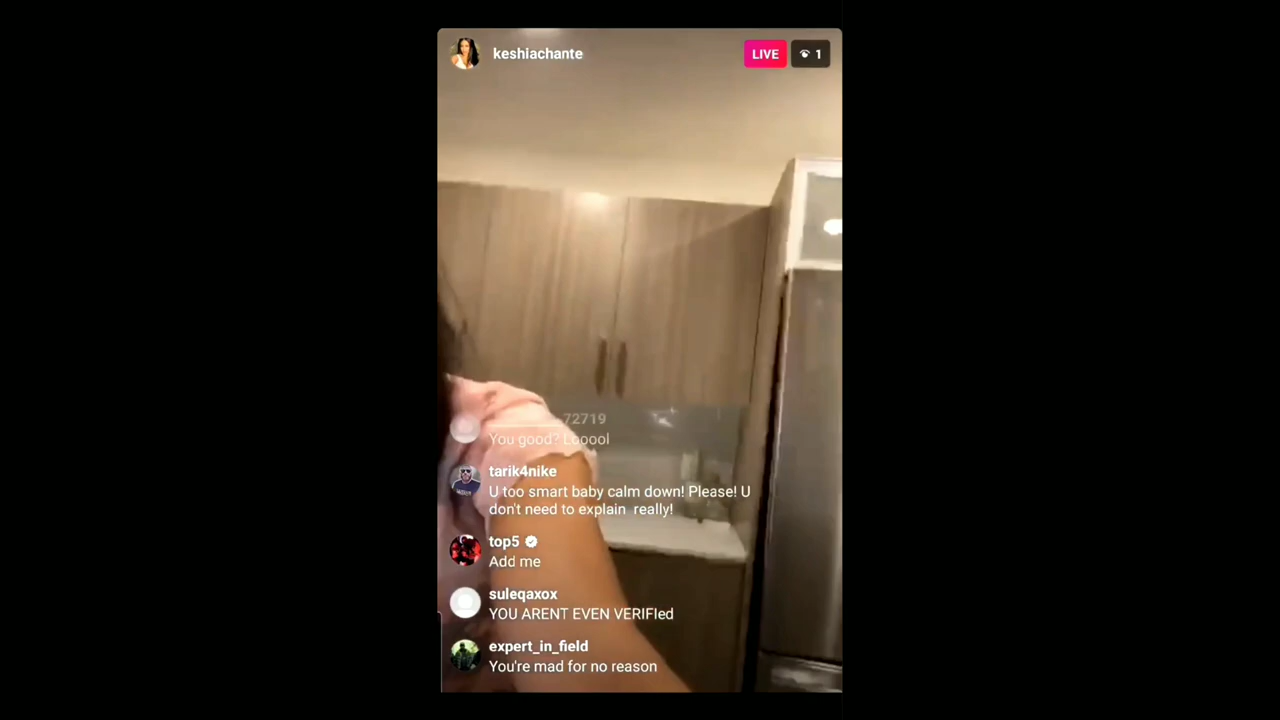 keshiachante
LIVE 1
72719
You good? Looool
tarik4nike
U too smart baby calm down! Please! U
don't need to explain really!
top5
Add me
suleqaxox
YOU ARENT EVEN VERIFIed
expert_in_field
You're mad for no reason